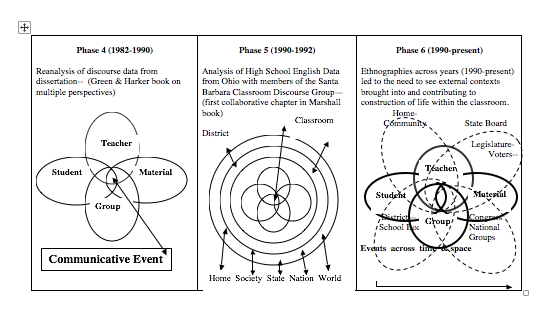 Phase 4 (1982-1990)
Reanalysis of discourse data from
dissertation-- (Green & Harker book on
multiple perspectives)
Teacher
Student
Material
Group
Communicative Event
Phase 5 (1990-1992)
Analysis of High School English Data
from Ohio with members of the Santa
Barbara Classroom Discourse Group—
(first collaborative chapter in Marshall
book)
Classroom
District
Home Society State Nation World
Phase 6 (1990-present)
Ethnographies across years (1990-present)
led to the need to see external contexts
brought into and contributing to
construction of life within the classroom.
Home-
Community
State Board
Legislature-
Voters--
Teacher
Student
Material
District
School Boa
Group
Congress
National
Groups
Events across time & space